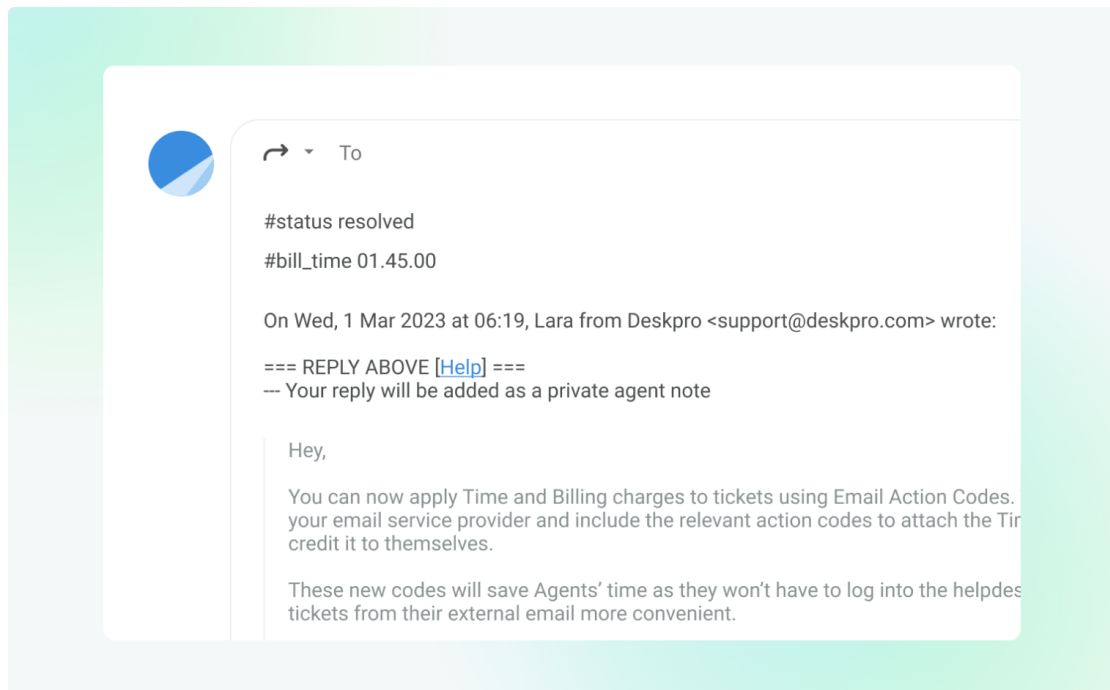 To
#status resolved
#bill_time 01.45.00
On Wed, 1 Mar 2023 at 06:19, Lara from Deskpro <support@deskpro.com> wrote:
=== REPLY ABOVE [Help] ===
--- Your reply will be added as a private agent note
Hey,
You can now apply Time and Billing charges to tickets using Email Action Codes.
your email service provider and include the relevant action codes to attach the
credit it to themselves.
These new codes will save Agents’ time as they won’t have to log into the
tickets from their external email more convenient.